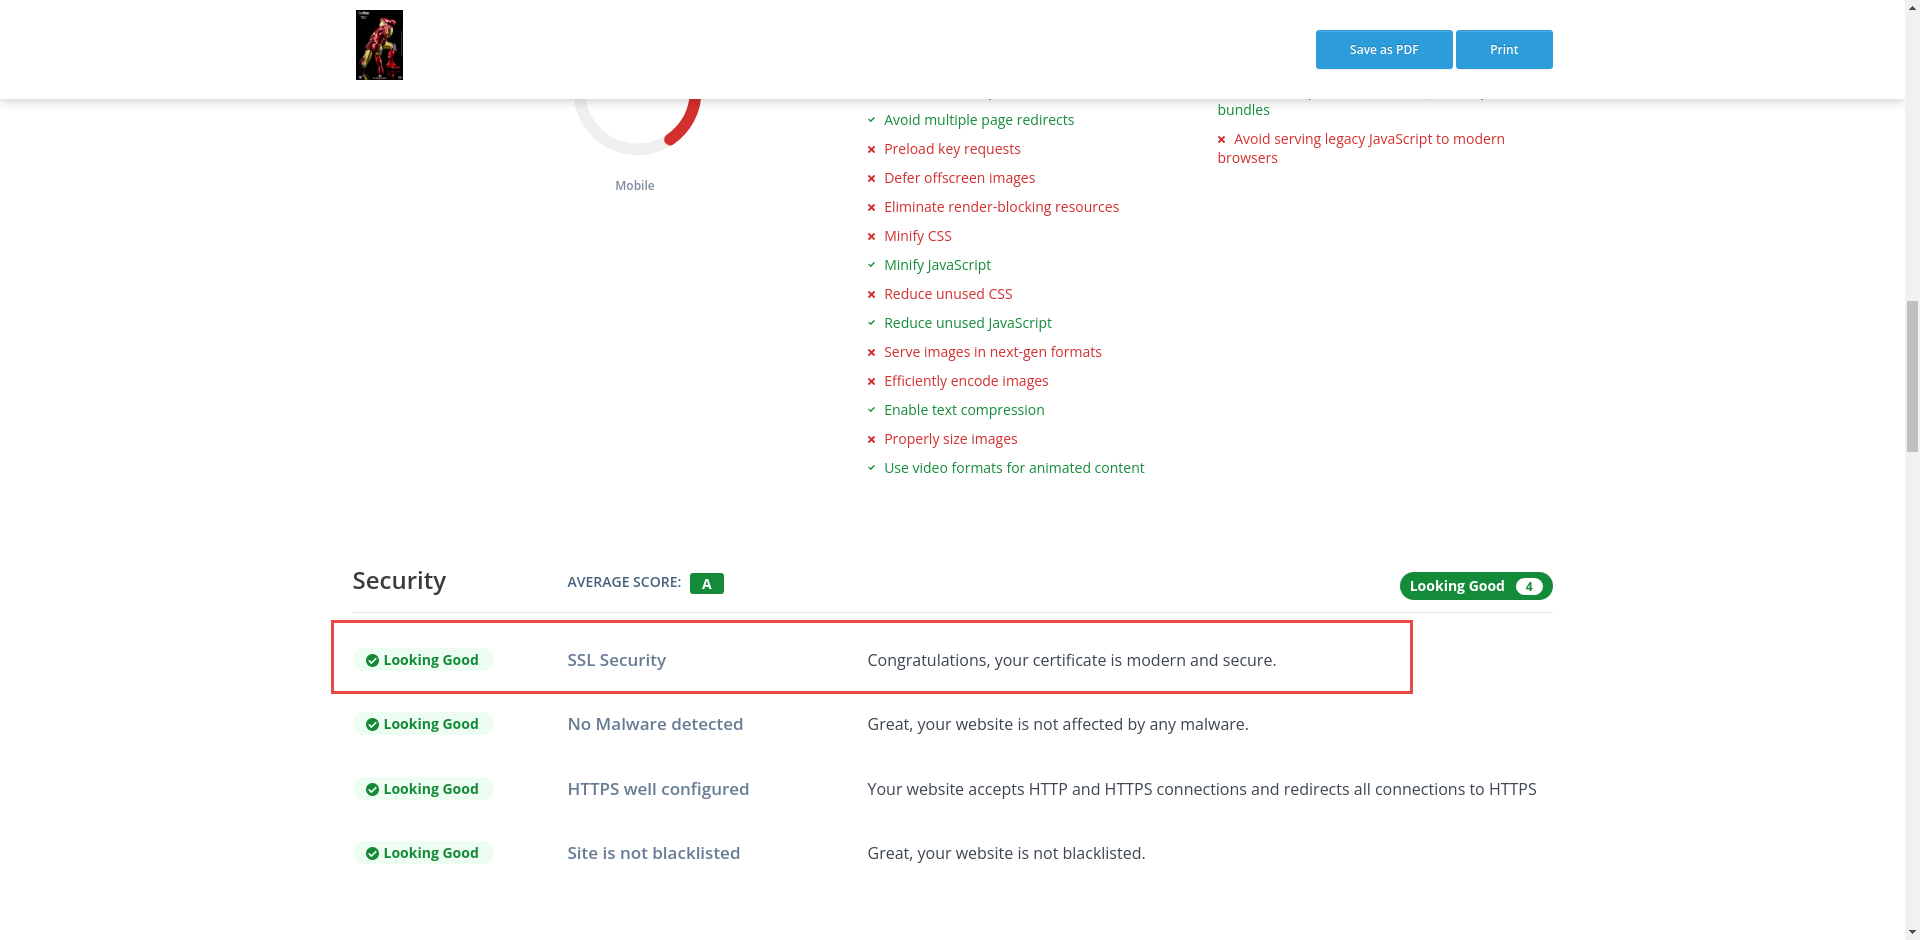 Save as PDF
Print
Mobile
Avoid multiple page redirects
Preload key requests
Defer offscreen images
Eliminate render-blocking resources
Minify CSS
Minify JavaScript
Reduce unused CSS
Reduce unused JavaScript
Serve images in next-gen formats
Efficiently encode images
Enable text compression
Properly size images
Use video formats for animated content
bundles
Avoid serving legacy JavaScript to modern
browsers
Security
AVERAGE SCORE: A
Looking Good 4
Looking Good SSL Security Congratulations, your certificate is modern and secure.
Looking Good No Malware detected Great, your website is not affected by any malware.
Looking Good HTTPS well configured Your website accepts HTTP and HTTPS connections and redirects all connections to HTTPS
Looking Good Site is not blacklisted Great, your website is not blacklisted.